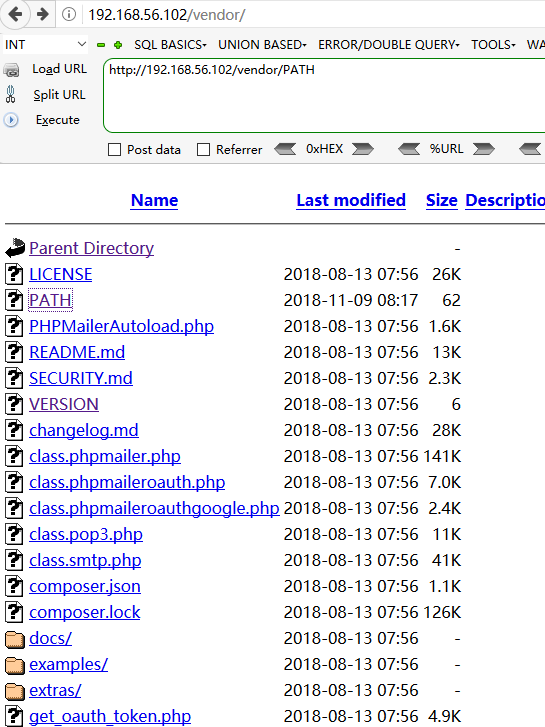 192.168.56.102/vendor/
INT SQL BASICS UNION BASED ERROR/DOUBLE QUERY TOOLS WA
Load URL http://192.168.56.102/vendor/PATH
Split URL
Execute
Post data Referrer 0xHEX %URL
Name Last modified Size Descriptio
Parent Directory -
LICENSE 2018-08-13 07:56 26K
PATH 2018-11-09 08:17 62
PHPMailerAutoload.php 2018-08-13 07:56 1.6K
README.md 2018-08-13 07:56 13K
SECURITY.md 2018-08-13 07:56 2.3K
VERSION 2018-08-13 07:56 6
changelog.md 2018-08-13 07:56 28K
class.phpmailer.php 2018-08-13 07:56 141K
class.phpmaileroauth.php 2018-08-13 07:56 7.0K
class.phpmaileroauthgoogle.php 2018-08-13 07:56 2.4K
class.pop3.php 2018-08-13 07:56 11K
class.smtp.php 2018-08-13 07:56 41K
composer.json 2018-08-13 07:56 1.1K
composer.lock 2018-08-13 07:56 126K
docs/ 2018-08-13 07:56 -
examples/ 2018-08-13 07:56 -
extras/ 2018-08-13 07:56 -
get_oauth_token.php 2018-08-13 07:56 4.9K